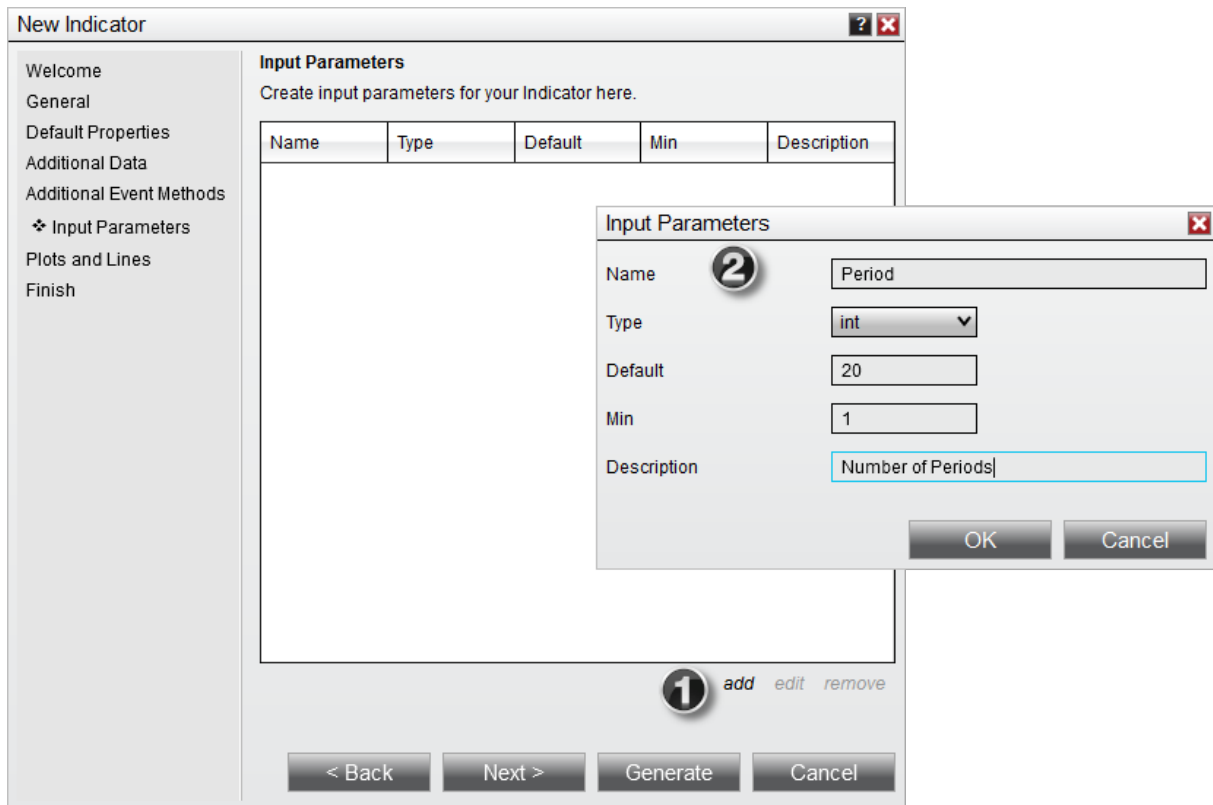 New Indicator
?
Welcome
General
Default Properties
Additional Data
Additional Event Methods
Input Parameters
Plots and Lines
Finish
Input Parameters
Create input parameters for your Indicator here.
Name Type Default Min Description
Input Parameters
2
Name Period
Type int
Default 20
Min 1
Description Number of Periods
OK Cancel
1 add edit remove
< Back Next > Generate Cancel